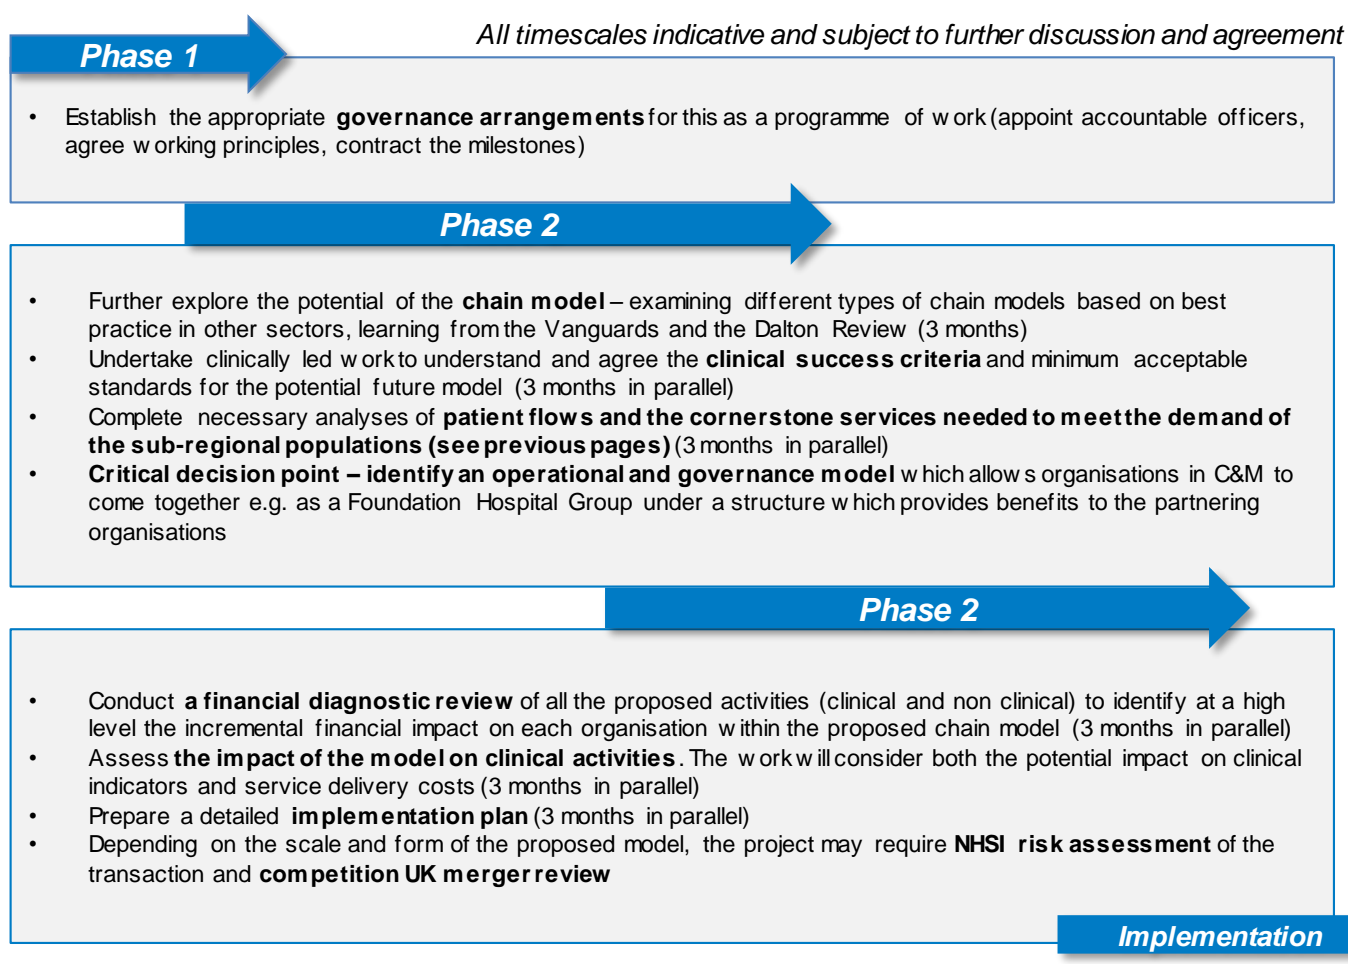 All timescales indicative and subject to further discussion and agreement
Phase 1
• Establish the appropriate governance arrangements for this as a programme of work (appoint accountable officers,
agree working principles, contract the milestones)
Phase 2
• Further explore the potential of the chain model – examining different types of chain models based on best
practice in other sectors, learning from the Vanguards and the Dalton Review (3 months)
• Undertake clinically led work to understand and agree the clinical success criteria and minimum acceptable
standards for the potential future model (3 months in parallel)
• Complete necessary analyses of patient flows and the cornerstone services needed to meet the demand of
the sub-regional populations (see previous pages) (3 months in parallel)
• Critical decision point – identify an operational and governance model which allows organisations in C&M to
come together e.g. as a Foundation Hospital Group under a structure which provides benefits to the partnering
organisations
Phase 2
• Conduct a financial diagnostic review of all the proposed activities (clinical and non clinical) to identify at a high
level the incremental financial impact on each organisation within the proposed chain model (3 months in parallel)
• Assess the impact of the model on clinical activities. The work will consider both the potential impact on clinical
indicators and service delivery costs (3 months in parallel)
• Prepare a detailed implementation plan (3 months in parallel)
• Depending on the scale and form of the proposed model, the project may require NHSI risk assessment of the
transaction and competition UK merger review
Implementation